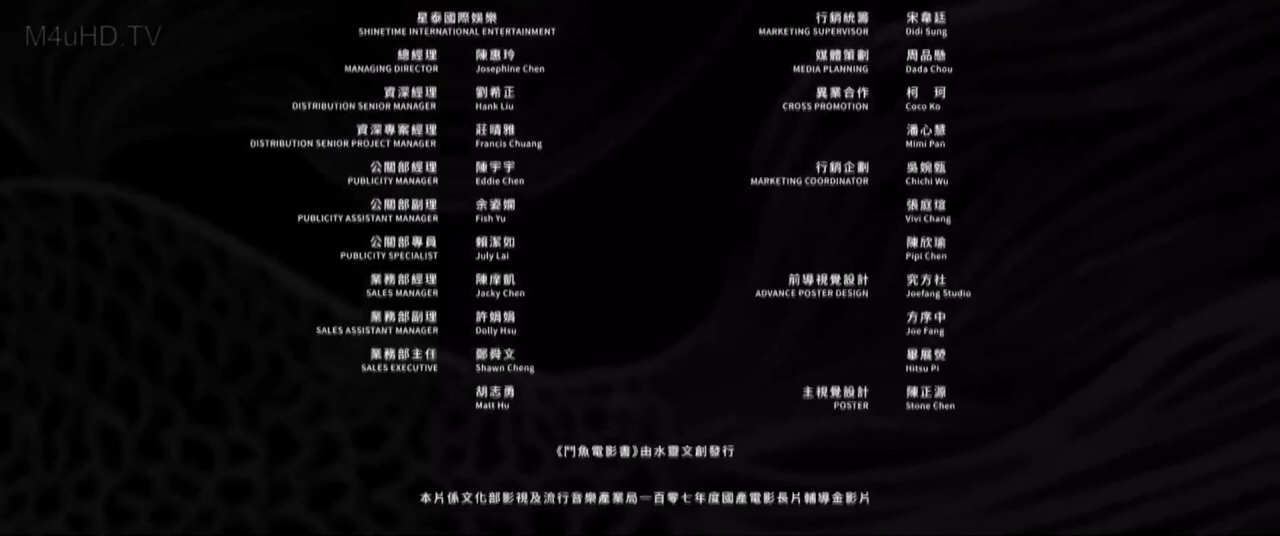 M4uHD.TV
星泰國際娛樂
SHINETIME INTERNATIONAL ENTERTAINMENT
總經理 陳惠玲
MANAGING DIRECTOR Josephine Chen
資深經理 劉希正
DISTRIBUTION SENIOR MANAGER Hank Liu
資深專案經理 莊晴雅
DISTRIBUTION SENIOR PROJECT MANAGER Francis Chuang
公關部經理 陳宇宇
PUBLICITY MANAGER Eddie Chen
公關部副理 余姿嫻
PUBLICITY ASSISTANT MANAGER Fish Yu
公關部專員 賴潔如
PUBLICITY SPECIALIST July Lai
業務部經理 陳摩凱
SALES MANAGER Jacky Chen
業務部副理 許娟娟
SALES ASSISTANT MANAGER Dolly Hsu
業務部主任 鄭舜文
SALES EXECUTIVE Shawn Cheng
胡志勇
Matt Hu
行銷統籌 宋韋廷
MARKETING SUPERVISOR Didi Sung
媒體策劃 周品懸
MEDIA PLANNING Dada Chou
異業合作 柯 珂
CROSS PROMOTION Coco Ko
潘心慧
Mimi Pan
行銷企劃 吳婉甄
MARKETING COORDINATOR Chichi Wu
張庭瑄
Vivi Chang
陳欣瑜
Pipi Chen
前導視覺設計 究方社
ADVANCE POSTER DESIGN Joefang Studio
方序中
Joe Fang
畢展熒
Hitsu Pi
主視覺設計 陳正源
POSTER Stone Chen
《鬥魚電影書》由水靈文創發行
本片係文化部影視及流行音樂產業局一百零七年度國產電影長片輔導金影片